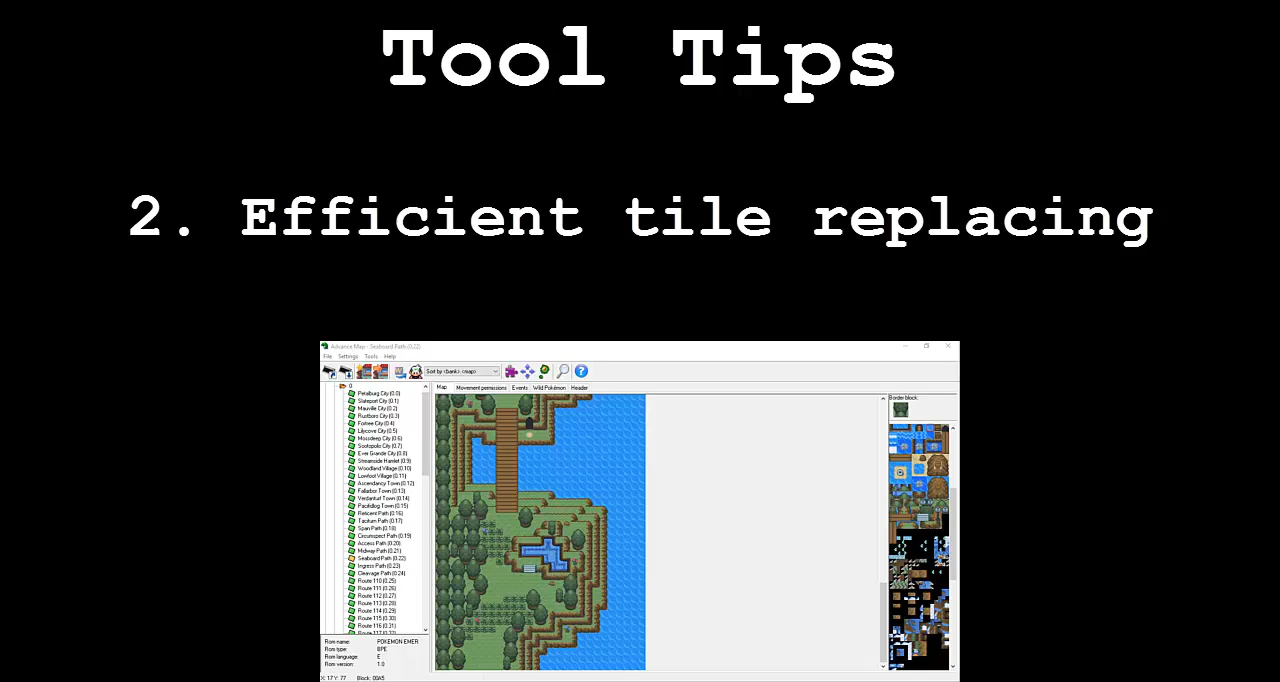 Tool Tips
2. Efficient tile replacing
Advance Map - Seaboard Path (0.22)
File Settings Tools Help
Sort by <bank>.<map>
Map Movement permissions Events Wild Pokémon Header
Border block:
0
Petalburg City (0.0)
Slateport City (0.1)
Mauville City (0.2)
Rustboro City (0.3)
Fortree City (0.4)
Lilycove City (0.5)
Mossdeep City (0.6)
Sootopolis City (0.7)
Ever Grande City (0.8)
Streamside Hamlet (0.9)
Woodland Village (0.10)
Lowfoot Village (0.11)
Ascendancy Town (0.12)
Fallarbor Town (0.13)
Verdanturf Town (0.14)
Pacifidlog Town (0.15)
Reticent Path (0.16)
Taciturn Path (0.17)
Span Path (0.18)
Circumspect Path (0.19)
Access Path (0.20)
Midway Path (0.21)
Seaboard Path (0.22)
Ingress Path (0.23)
Cleavage Path (0.24)
Route 110 (0.25)
Route 111 (0.26)
Route 112 (0.27)
Route 113 (0.28)
Route 114 (0.29)
Route 115 (0.30)
Route 116 (0.31)
Route 117 (0.32)
Rom name: POKEMON EMER
Rom type: BPE
Rom language: E
Rom version: 1.0
X: 17 Y: 77 Block: 00A5